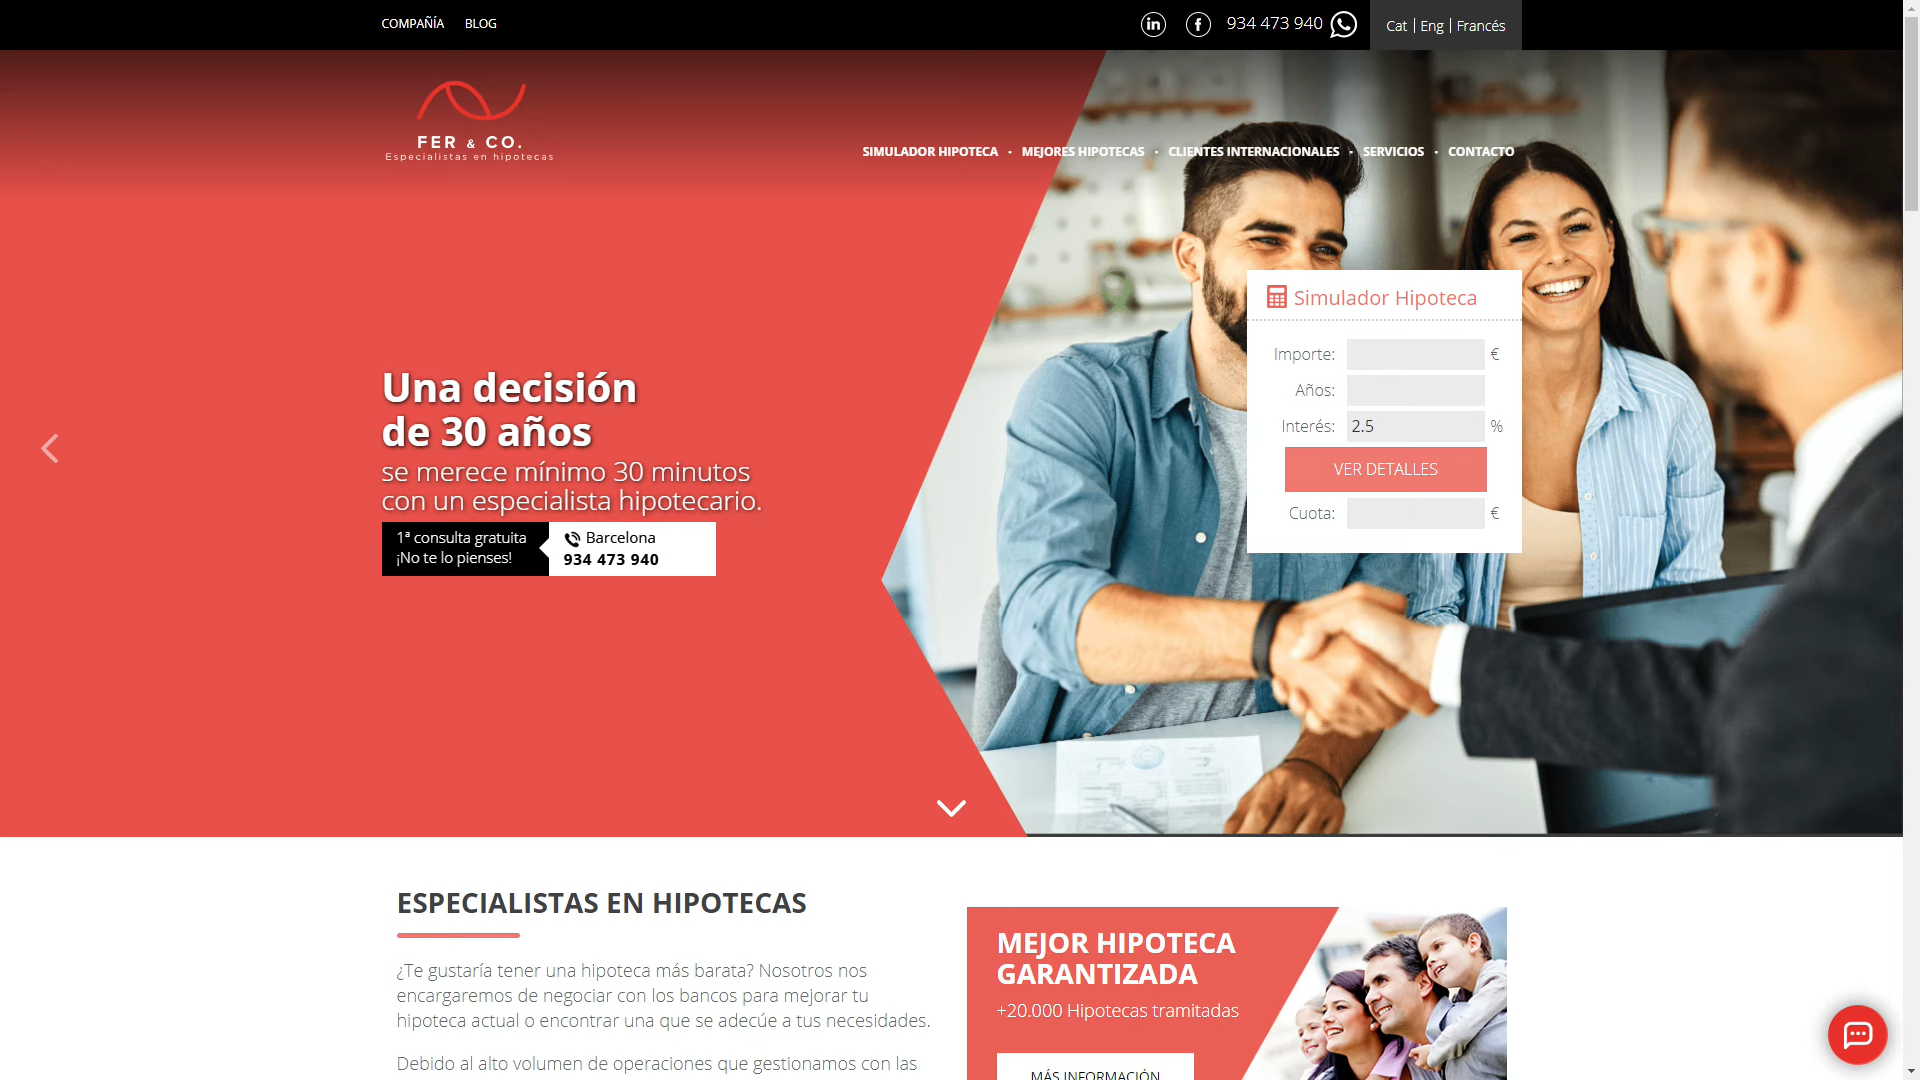 COMPAÑÍA BLOG
934 473 940
Cat | Eng | Francés
FER & CO.
Especialistas en hipotecas
SIMULADOR HIPOTECA · MEJORES HIPOTECAS · CLIENTES INTERNACIONALES · SERVICIOS · CONTACTO
Una decisión
de 30 años
se merece mínimo 30 minutos
con un especialista hipotecario.
1ª consulta gratuita
¡No te lo pienses!
Barcelona
934 473 940
Simulador Hipoteca
Importe: €
Años:
Interés: 2.5 %
VER DETALLES
Cuota: €
ESPECIALISTAS EN HIPOTECAS
¿Te gustaría tener una hipoteca más barata? Nosotros nos
encargaremos de negociar con los bancos para mejorar tu
hipoteca actual o encontrar una que se adecúe a tus necesidades.
Debido al alto volumen de operaciones que gestionamos con las
MEJOR HIPOTECA
GARANTIZADA
+20.000 Hipotecas tramitadas
MÁS INFORMACIÓN